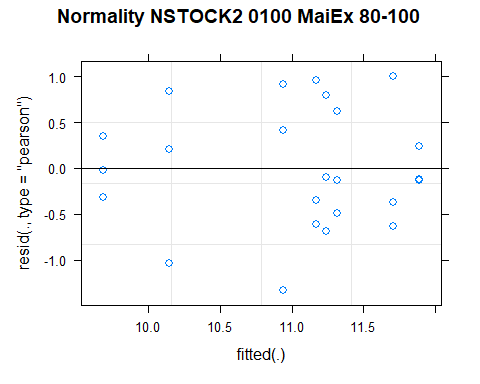 Normality NSTOCK2 0100 MaiEx 80-100
resid(., type = "pearson")
1.0
0.5
0.0
-0.5
-1.0
10.0 10.5 11.0 11.5
fitted(.)